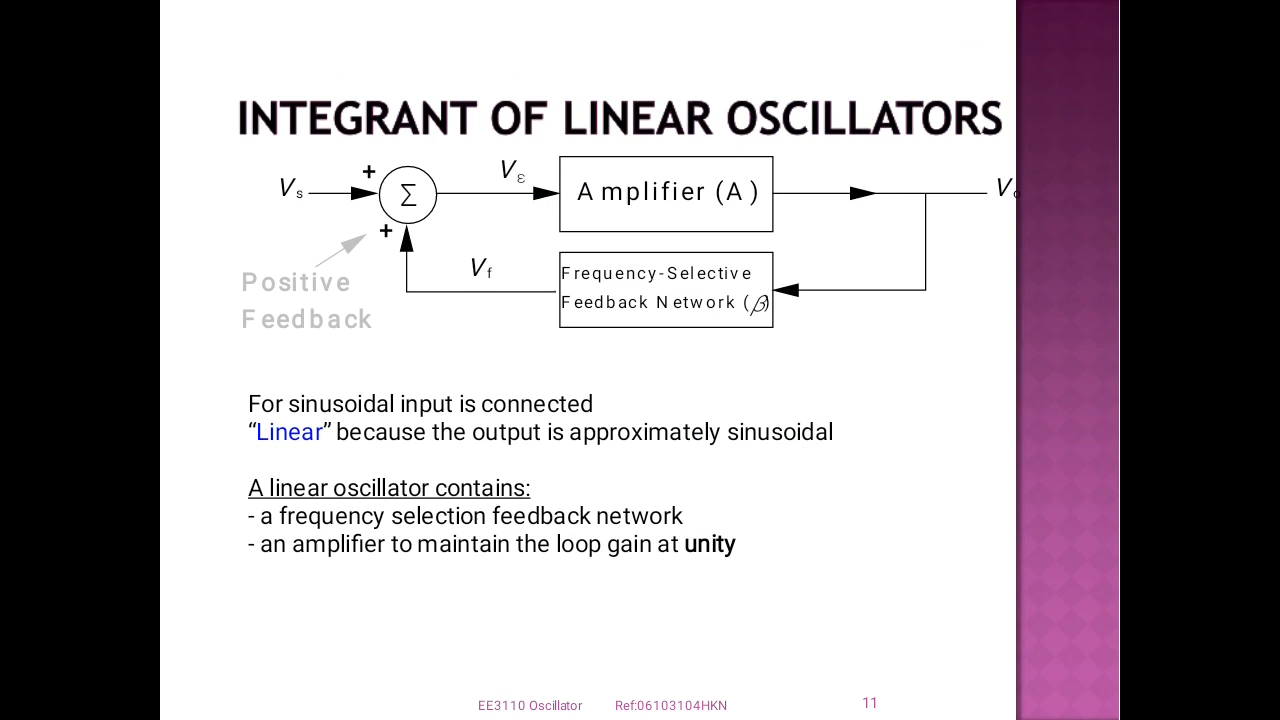 INTEGRANT OF LINEAR OSCILLATORS
+
Vs
Σ
Vε
Amplifier (A)
Vo
+
Positive
Feedback
Vf
Frequency-Selective
Feedback Network (β)
For sinusoidal input is connected
“Linear” because the output is approximately sinusoidal
A linear oscillator contains:
- a frequency selection feedback network
- an amplifier to maintain the loop gain at unity
EE3110 Oscillator Ref:06103104HKN
11